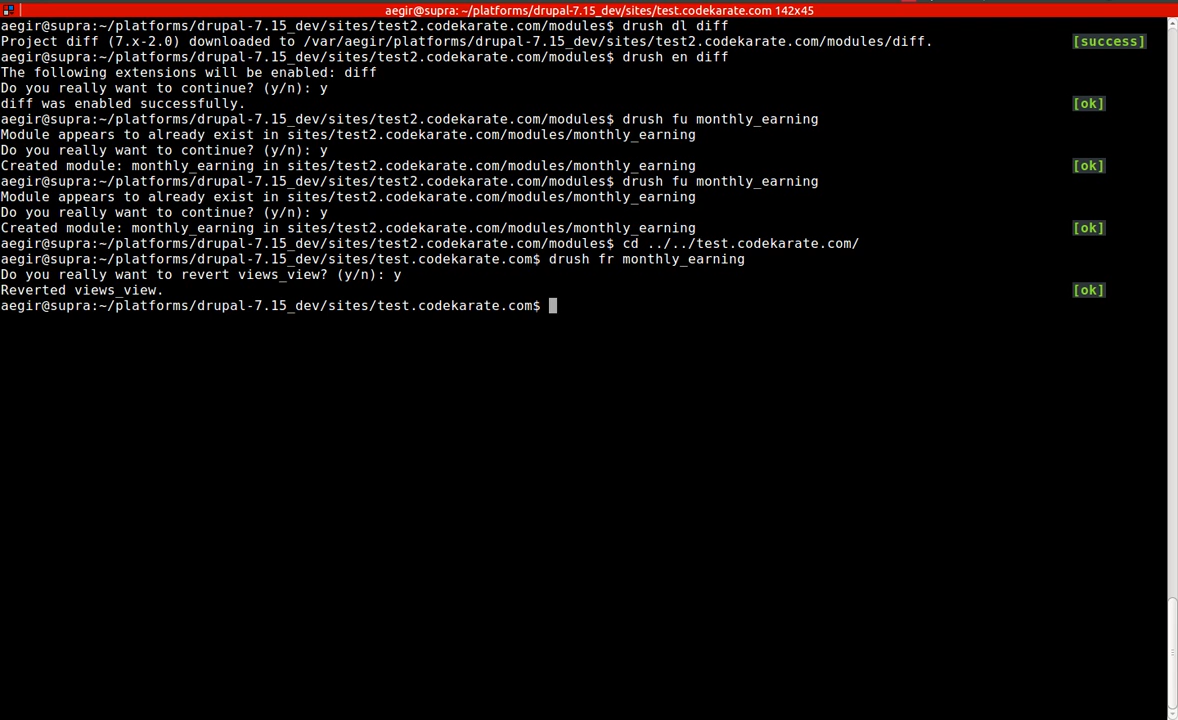 aegir@supra: ~/platforms/drupal-7.15_dev/sites/test.codekarate.com 142x45
aegir@supra:~/platforms/drupal-7.15_dev/sites/test2.codekarate.com/modules$ drush dl diff
Project diff (7.x-2.0) downloaded to /var/aegir/platforms/drupal-7.15_dev/sites/test2.codekarate.com/modules/diff. [success]
aegir@supra:~/platforms/drupal-7.15_dev/sites/test2.codekarate.com/modules$ drush en diff
The following extensions will be enabled: diff
Do you really want to continue? (y/n): y
diff was enabled successfully. [ok]
aegir@supra:~/platforms/drupal-7.15_dev/sites/test2.codekarate.com/modules$ drush fu monthly_earning
Module appears to already exist in sites/test2.codekarate.com/modules/monthly_earning
Do you really want to continue? (y/n): y
Created module: monthly_earning in sites/test2.codekarate.com/modules/monthly_earning [ok]
aegir@supra:~/platforms/drupal-7.15_dev/sites/test2.codekarate.com/modules$ drush fu monthly_earning
Module appears to already exist in sites/test2.codekarate.com/modules/monthly_earning
Do you really want to continue? (y/n): y
Created module: monthly_earning in sites/test2.codekarate.com/modules/monthly_earning [ok]
aegir@supra:~/platforms/drupal-7.15_dev/sites/test2.codekarate.com/modules$ cd ../../test.codekarate.com/
aegir@supra:~/platforms/drupal-7.15_dev/sites/test.codekarate.com$ drush fr monthly_earning
Do you really want to revert views_view? (y/n): y
Reverted views_view. [ok]
aegir@supra:~/platforms/drupal-7.15_dev/sites/test.codekarate.com$